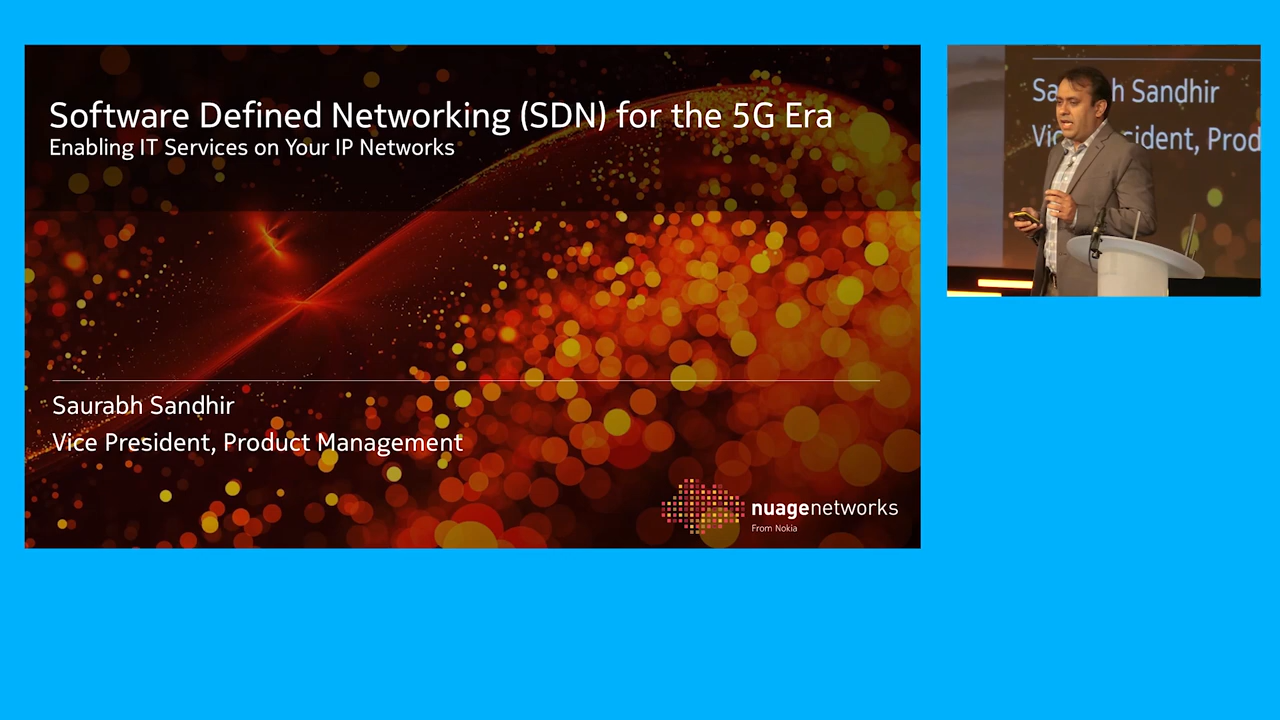 Software Defined Networking (SDN) for the 5G Era
Enabling IT Services on Your IP Networks
Saurabh Sandhir
Vice President, Product Management
nuagenetworks
From Nokia
Sa h Sandhir
Vic ident, Prod